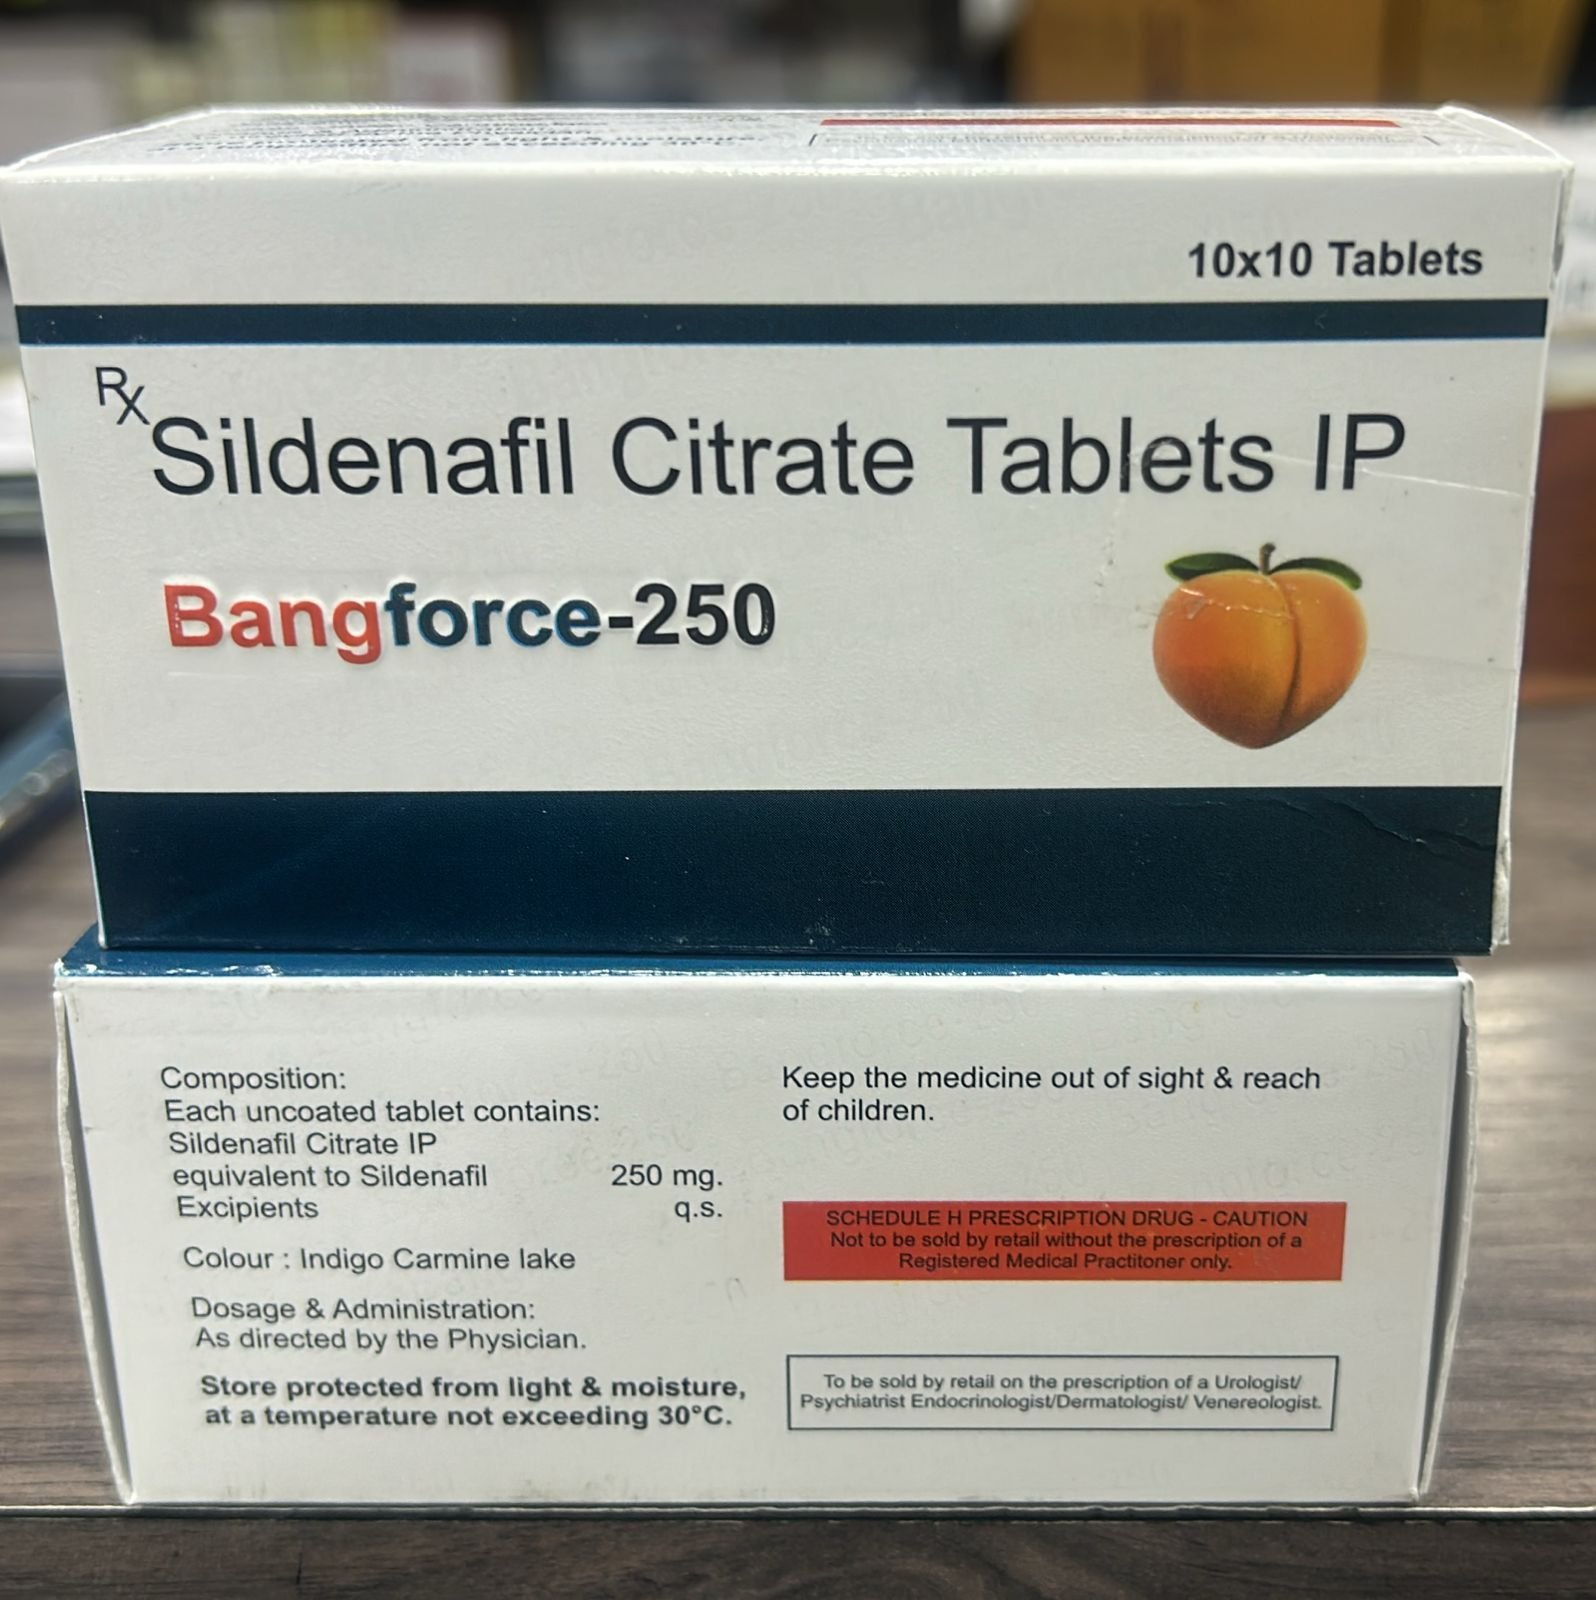 10x10 Tablets
Rx
Sildenafil Citrate Tablets IP
Bangforce-250
Composition:
Each uncoated tablet contains:
Sildenafil Citrate IP
equivalent to Sildenafil 250 mg.
Excipients q.s.
Colour : Indigo Carmine lake
Dosage & Administration:
As directed by the Physician.
Store protected from light & moisture,
at a temperature not exceeding 30°C.
Keep the medicine out of sight & reach
of children.
SCHEDULE H PRESCRIPTION DRUG - CAUTION
Not to be sold by retail without the prescription of a
Registered Medical Practitoner only.
To be sold by retail on the prescription of a Urologist/
Psychiatrist Endocrinologist/Dermatologist/ Venereologist.